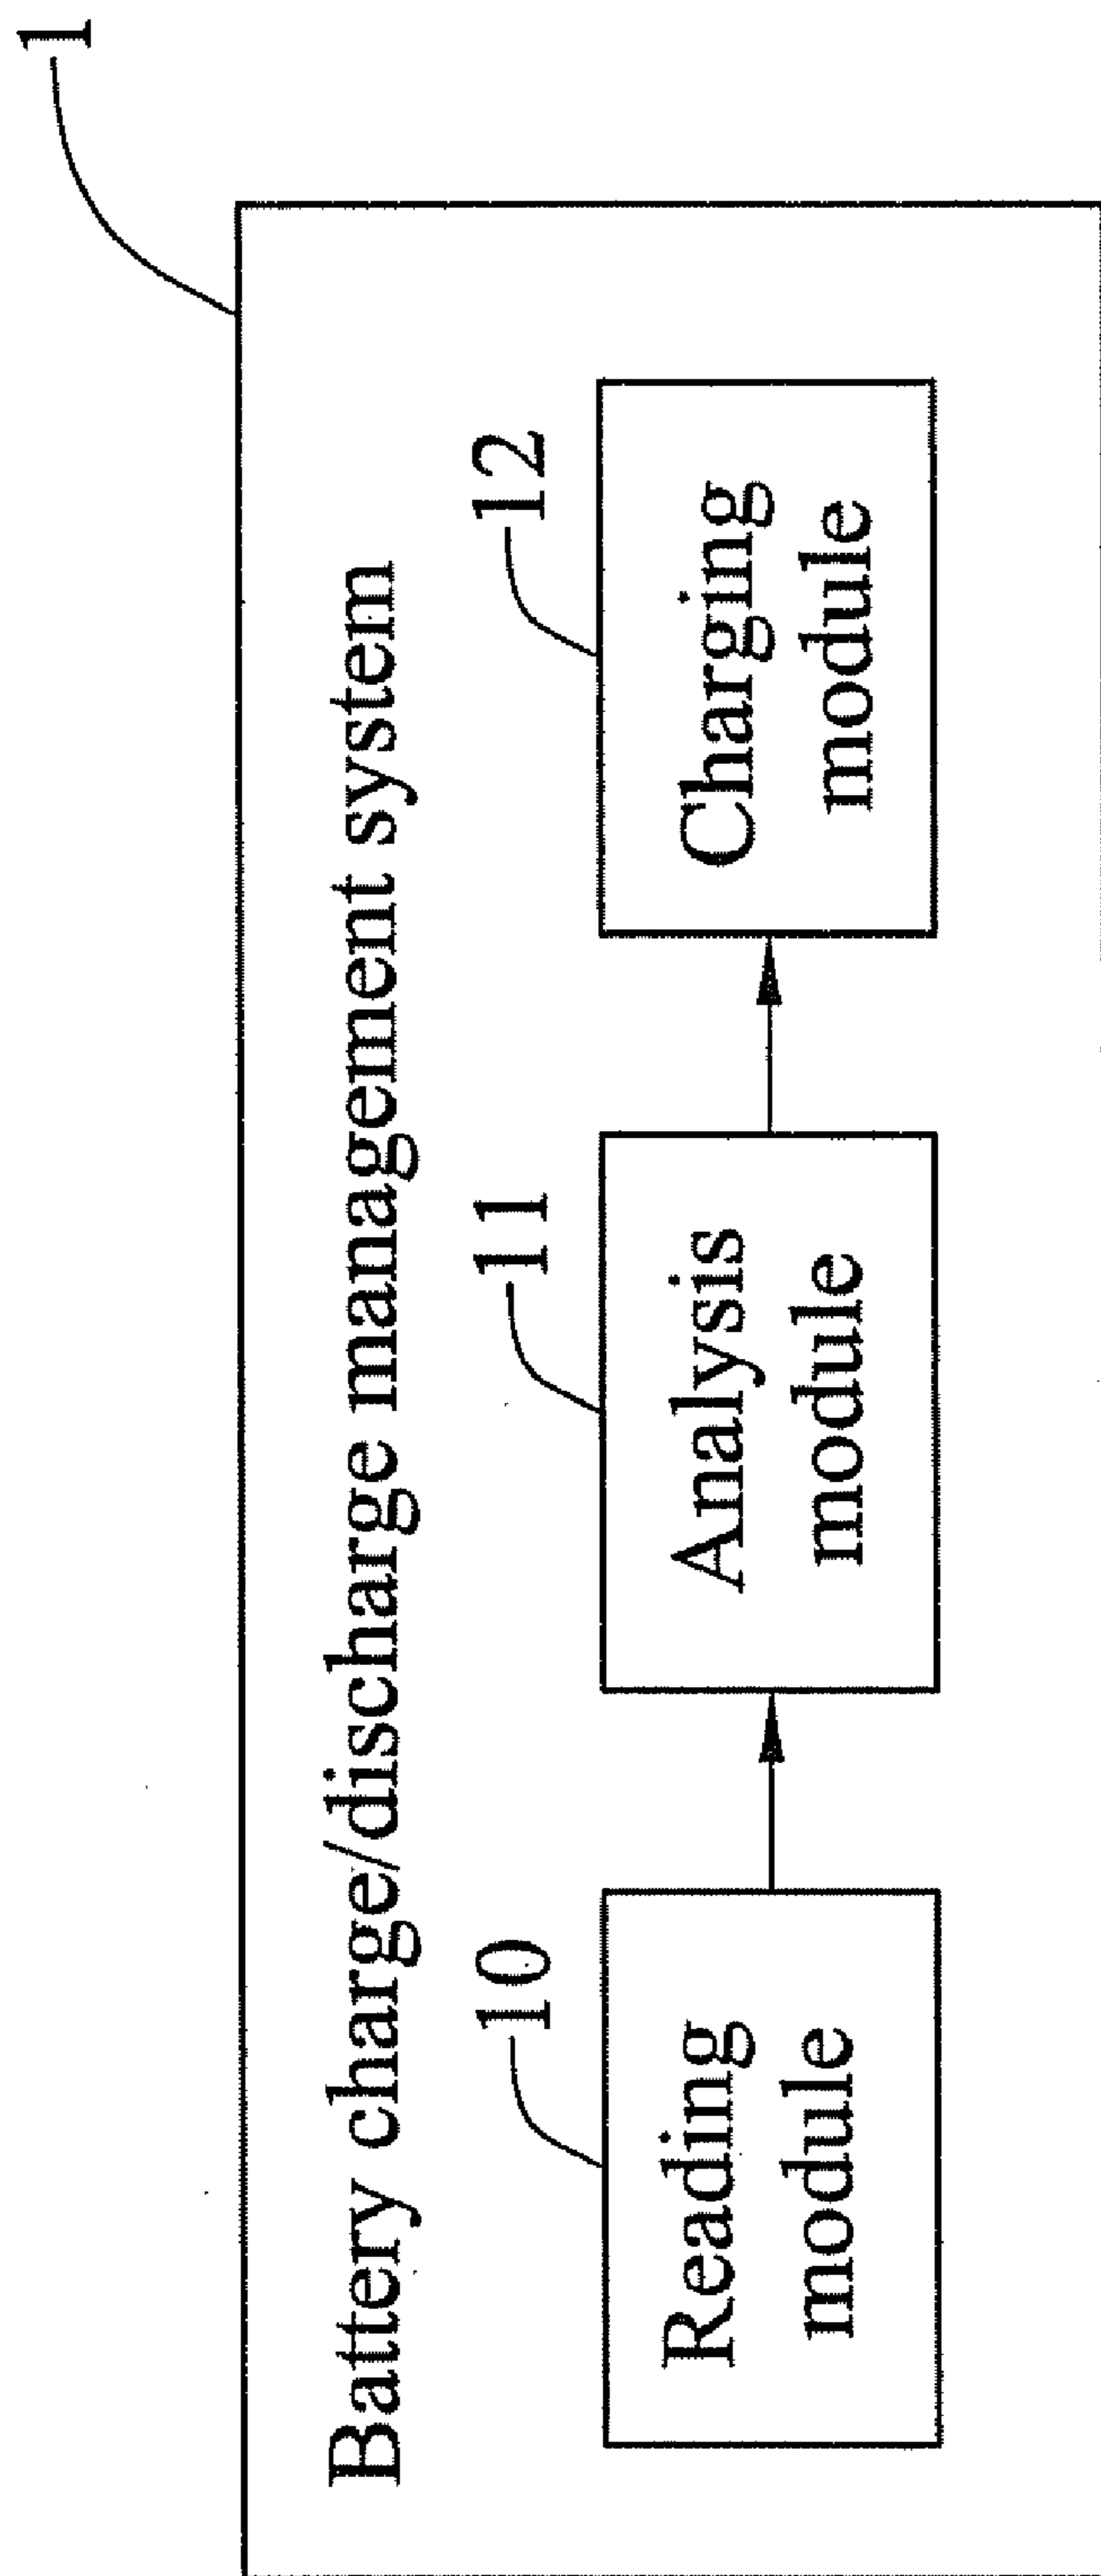 1
Battery charge/discharge management system
10
11
12
Reading
module
Analysis
module
Charging
module